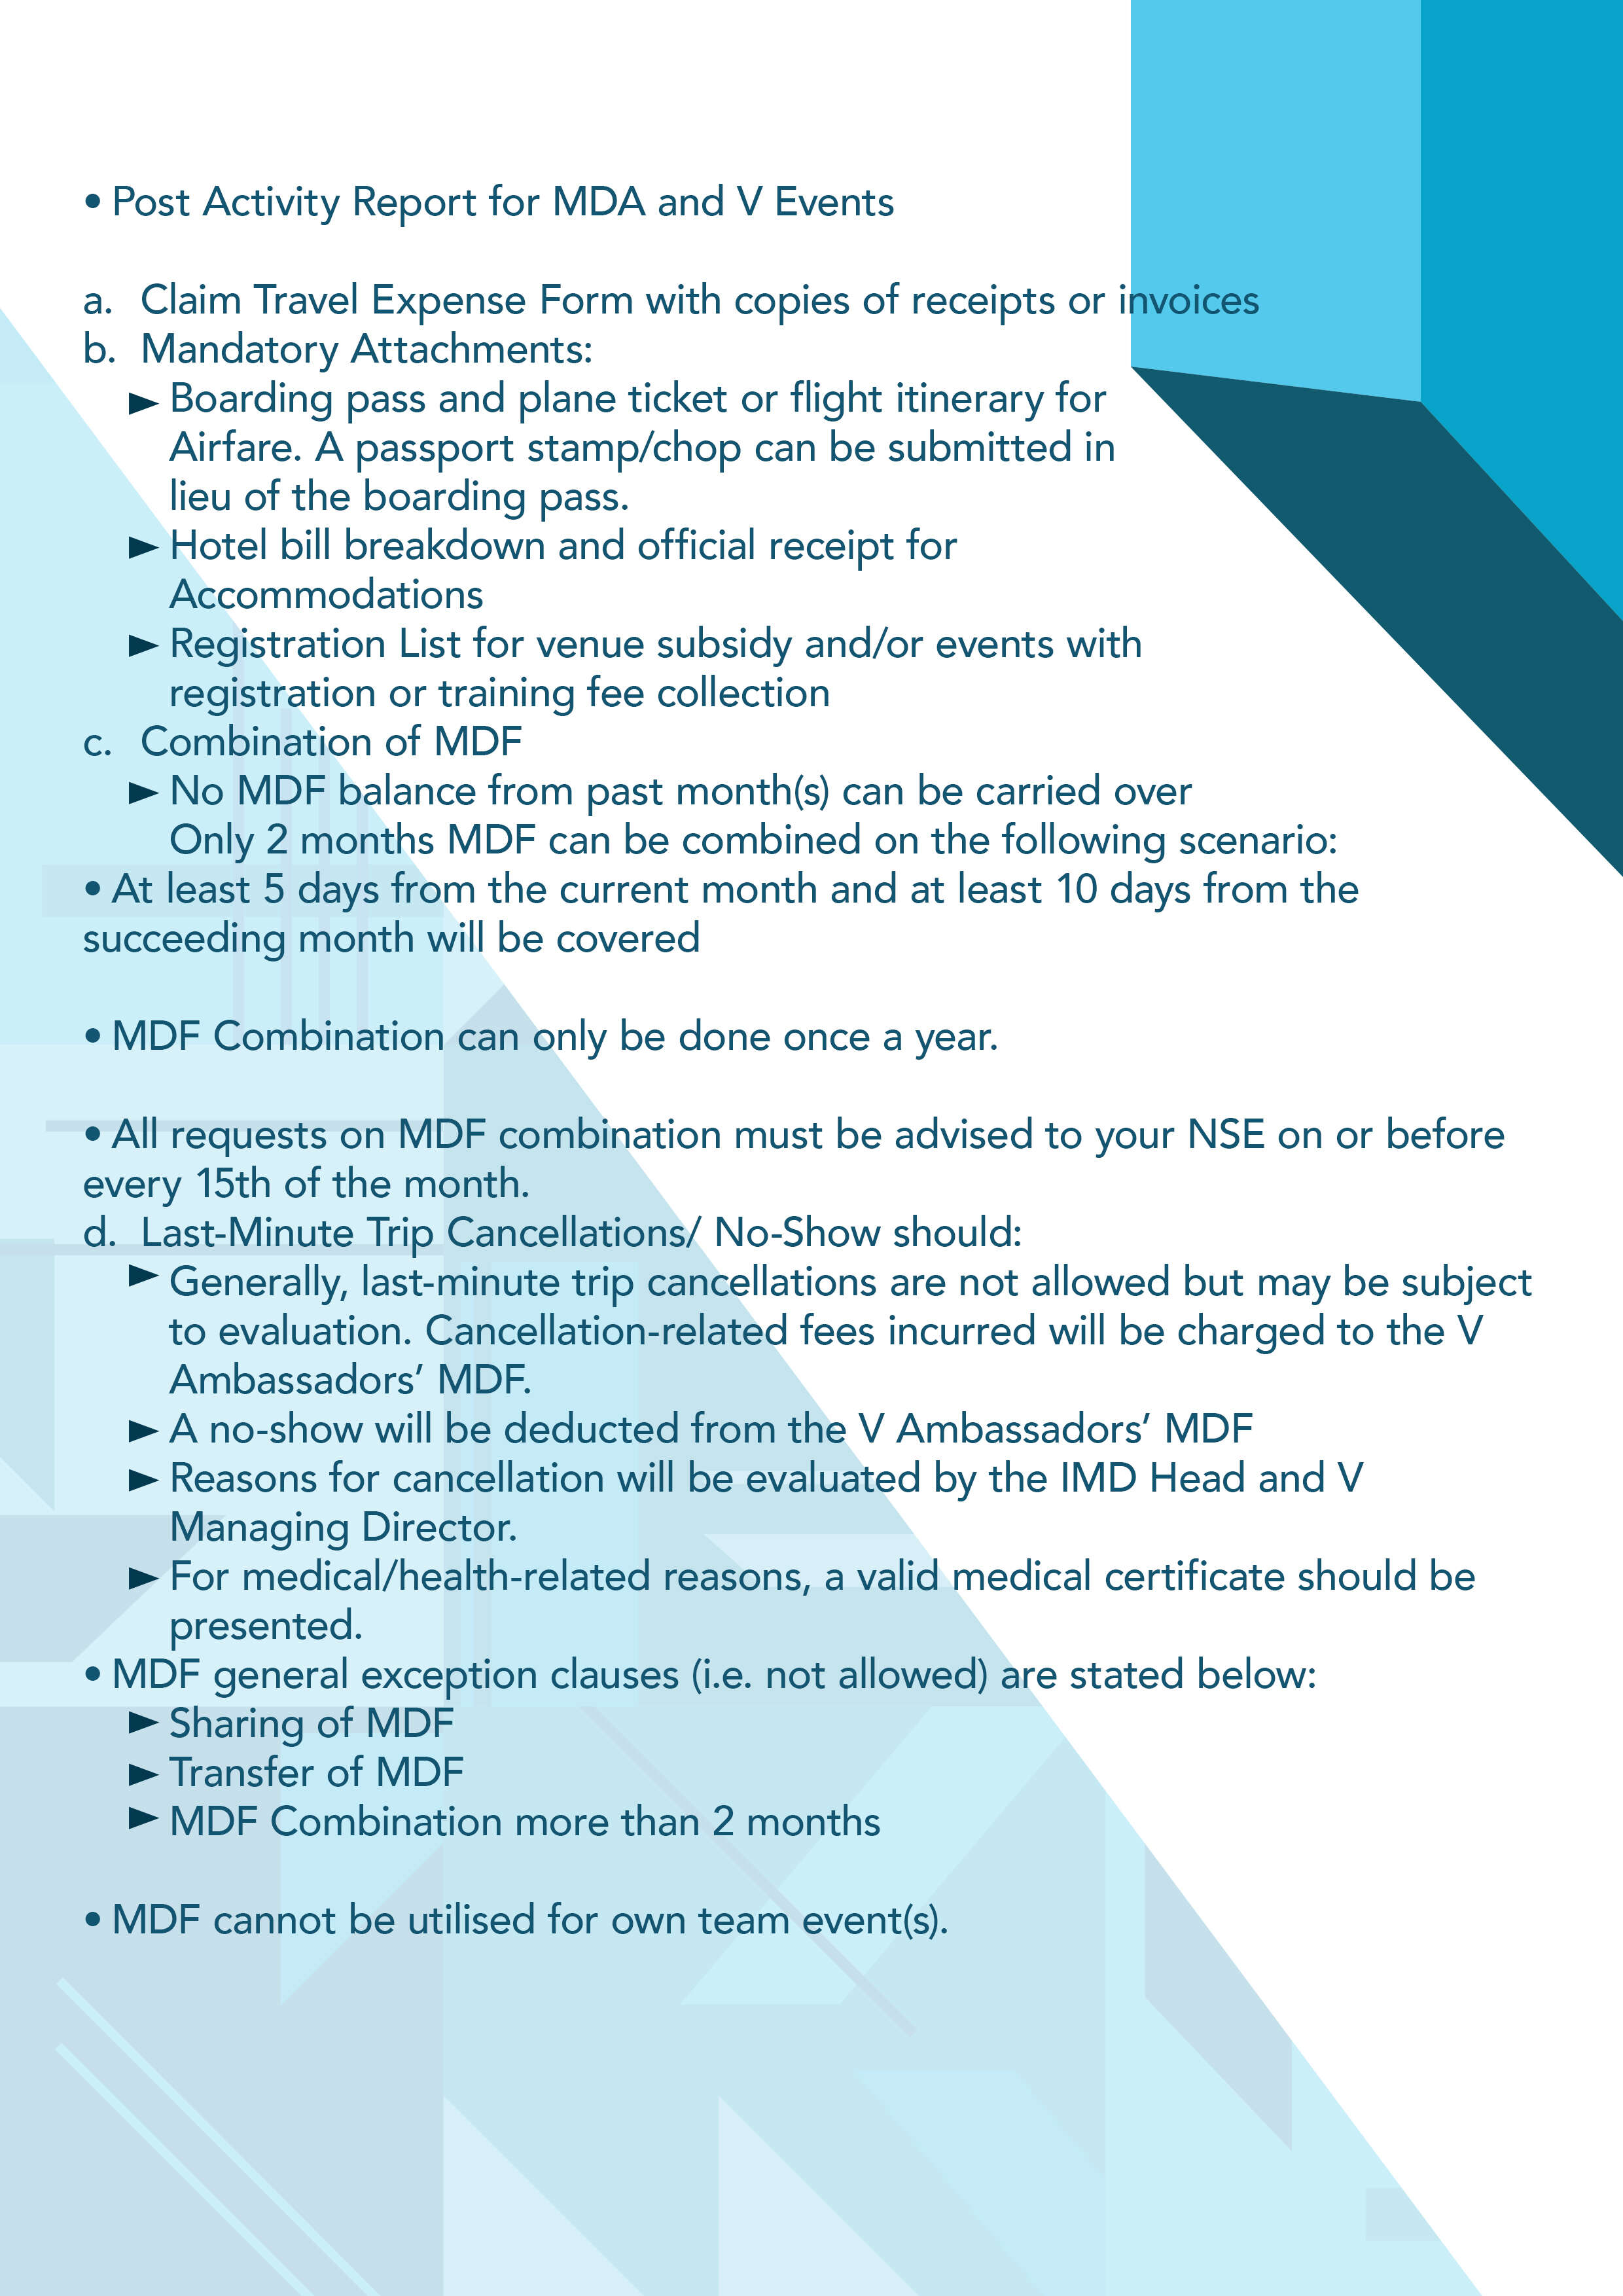 • Post Activity Report for MDA and V Events
a. Claim Travel Expense Form with copies of receipts or invoices
b. Mandatory Attachments:
► Boarding pass and plane ticket or flight itinerary for
Airfare. A passport stamp/chop can be submitted in
lieu of the boarding pass.
► Hotel bill breakdown and official receipt for
Accommodations
► Registration List for venue subsidy and/or events with
registration or training fee collection
c. Combination of MDF
► No MDF balance from past month(s) can be carried over
Only 2 months MDF can be combined on the following scenario:
• At least 5 days from the current month and at least 10 days from the
succeeding month will be covered
• MDF Combination can only be done once a year.
• All requests on MDF combination must be advised to your NSE on or before
every 15th of the month.
d. Last-Minute Trip Cancellations/ No-Show should:
► Generally, last-minute trip cancellations are not allowed but may be subject
to evaluation. Cancellation-related fees incurred will be charged to the V
Ambassadors’ MDF.
► A no-show will be deducted from the V Ambassadors’ MDF
► Reasons for cancellation will be evaluated by the IMD Head and V
Managing Director.
► For medical/health-related reasons, a valid medical certificate should be
presented.
• MDF general exception clauses (i.e. not allowed) are stated below:
► Sharing of MDF
► Transfer of MDF
► MDF Combination more than 2 months
• MDF cannot be utilised for own team event(s).